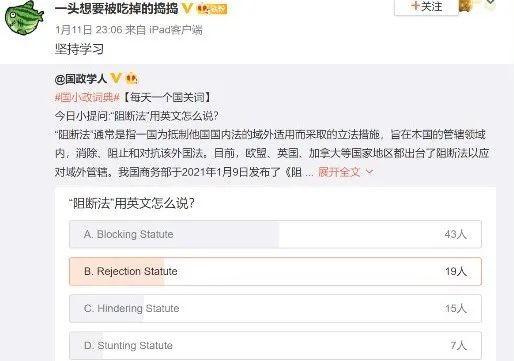 一头想要被吃掉的捣捣
+关注
1月11日 23:06 来自 iPad客户端
坚持学习
@国政学人
#国小政词典#【每天一个国关词】
今日小提问:“阻断法”用英文怎么说？
“阻断法”通常是指一国为抵制他国国内法的域外适用而采取的立法措施，旨在本国的管辖领域
内，消除、阻止和对抗该外国法。目前，欧盟、英国、加拿大等国家地区都出台了阻断法以应
对域外管辖。我国商务部于2021年1月9日发布了《阻 ... 展开全文
“阻断法”用英文怎么说？
A. Blocking Statute 43人
B. Rejection Statute 19人
C. Hindering Statute 15人
D. Stunting Statute 7人